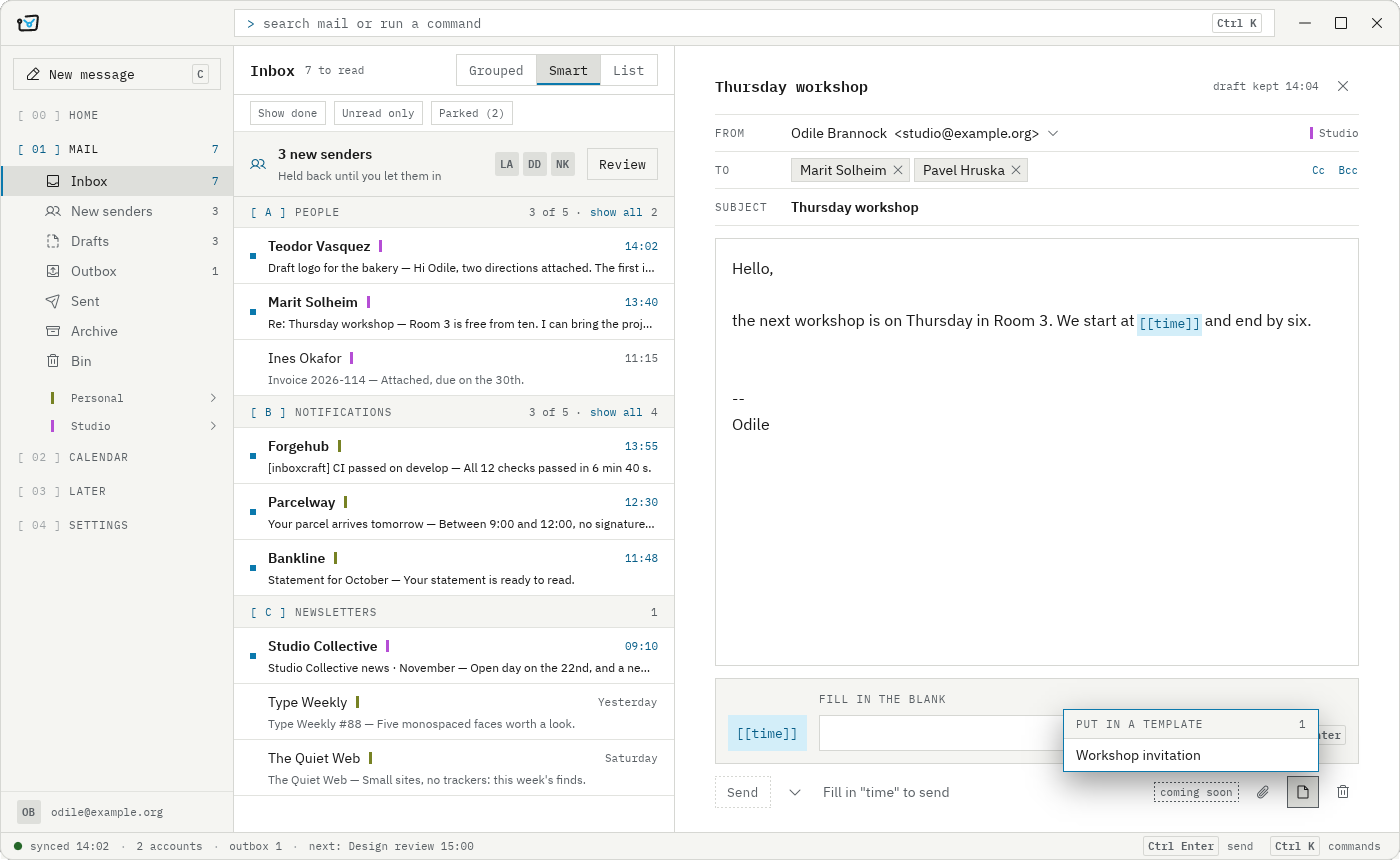 > search mail or run a command Ctrl K
New message C
[ 00 ] HOME
[ 01 ] MAIL 7
Inbox 7
New senders 3
Drafts 3
Outbox 1
Sent
Archive
Bin
Personal
Studio
[ 02 ] CALENDAR
[ 03 ] LATER
[ 04 ] SETTINGS
OB odile@example.org
Inbox 7 to read
Grouped Smart List
Show done Unread only Parked (2)
3 new senders
Held back until you let them in
LA DD NK Review
[ A ] PEOPLE 3 of 5 · show all 2
Teodor Vasquez 14:02
Draft logo for the bakery — Hi Odile, two directions attached. The first i…
Marit Solheim 13:40
Re: Thursday workshop — Room 3 is free from ten. I can bring the proj…
Ines Okafor 11:15
Invoice 2026-114 — Attached, due on the 30th.
[ B ] NOTIFICATIONS 3 of 5 · show all 4
Forgehub 13:55
[inboxcraft] CI passed on develop — All 12 checks passed in 6 min 40 s.
Parcelway 12:30
Your parcel arrives tomorrow — Between 9:00 and 12:00, no signature…
Bankline 11:48
Statement for October — Your statement is ready to read.
[ C ] NEWSLETTERS 1
Studio Collective 09:10
Studio Collective news · November — Open day on the 22nd, and a ne…
Type Weekly Yesterday
Type Weekly #88 — Five monospaced faces worth a look.
The Quiet Web Saturday
The Quiet Web — Small sites, no trackers: this week's finds.
Thursday workshop draft kept 14:04
FROM Odile Brannock <studio@example.org> Studio
TO Marit Solheim Pavel Hruska Cc Bcc
SUBJECT Thursday workshop
Hello,
the next workshop is on Thursday in Room 3. We start at [[time]] and end by six.
--
Odile
FILL IN THE BLANK
[[time]]
PUT IN A TEMPLATE 1
Workshop invitation
Send Fill in "time" to send coming soon
synced 14:02 · 2 accounts · outbox 1 · next: Design review 15:00
Ctrl Enter send Ctrl K commands